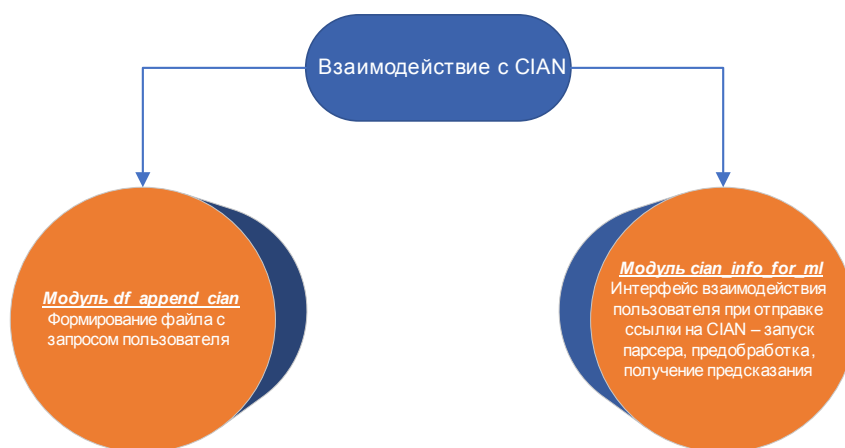 Взаимодействие с CIAN
Модуль df_append_cian
Формирование файла с
запросом пользователя
Модуль cian_info_for_ml
Интерфейс взаимодействия
пользователя при отправке
ссылки на CIAN – запуск
парсера, предобработка,
получение предсказания